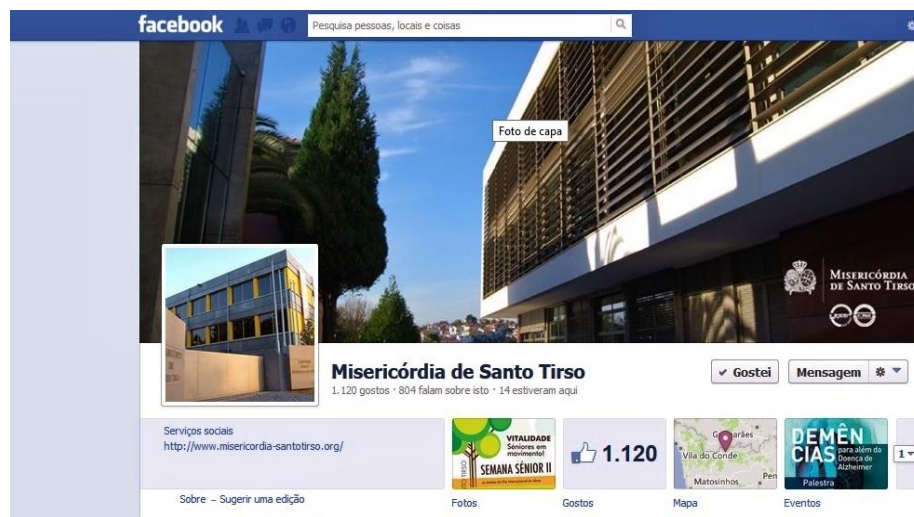 facebook
Pesquisa pessoas, locais e coisas
Foto de capa
MISERICÓRDIA
DE SANTO TIRSO
Misericórdia de Santo Tirso
Gostei
Mensagem
1.120 gostos · 804 falam sobre isto · 14 estiveram aqui
Serviços sociais
http://www.misericordia-santotirso.org/
Sobre – Sugerir uma edição
VITALIDADE
Séniores em
movimento!
SEMANA SÉNIOR II
Fotos
1.120
Gostos
Vila do Conde
Matosinhos
Pen
Mapa
DEMÊN
CIAS
para além da
Doença de
Alzheimer
Palestra
Eventos
1